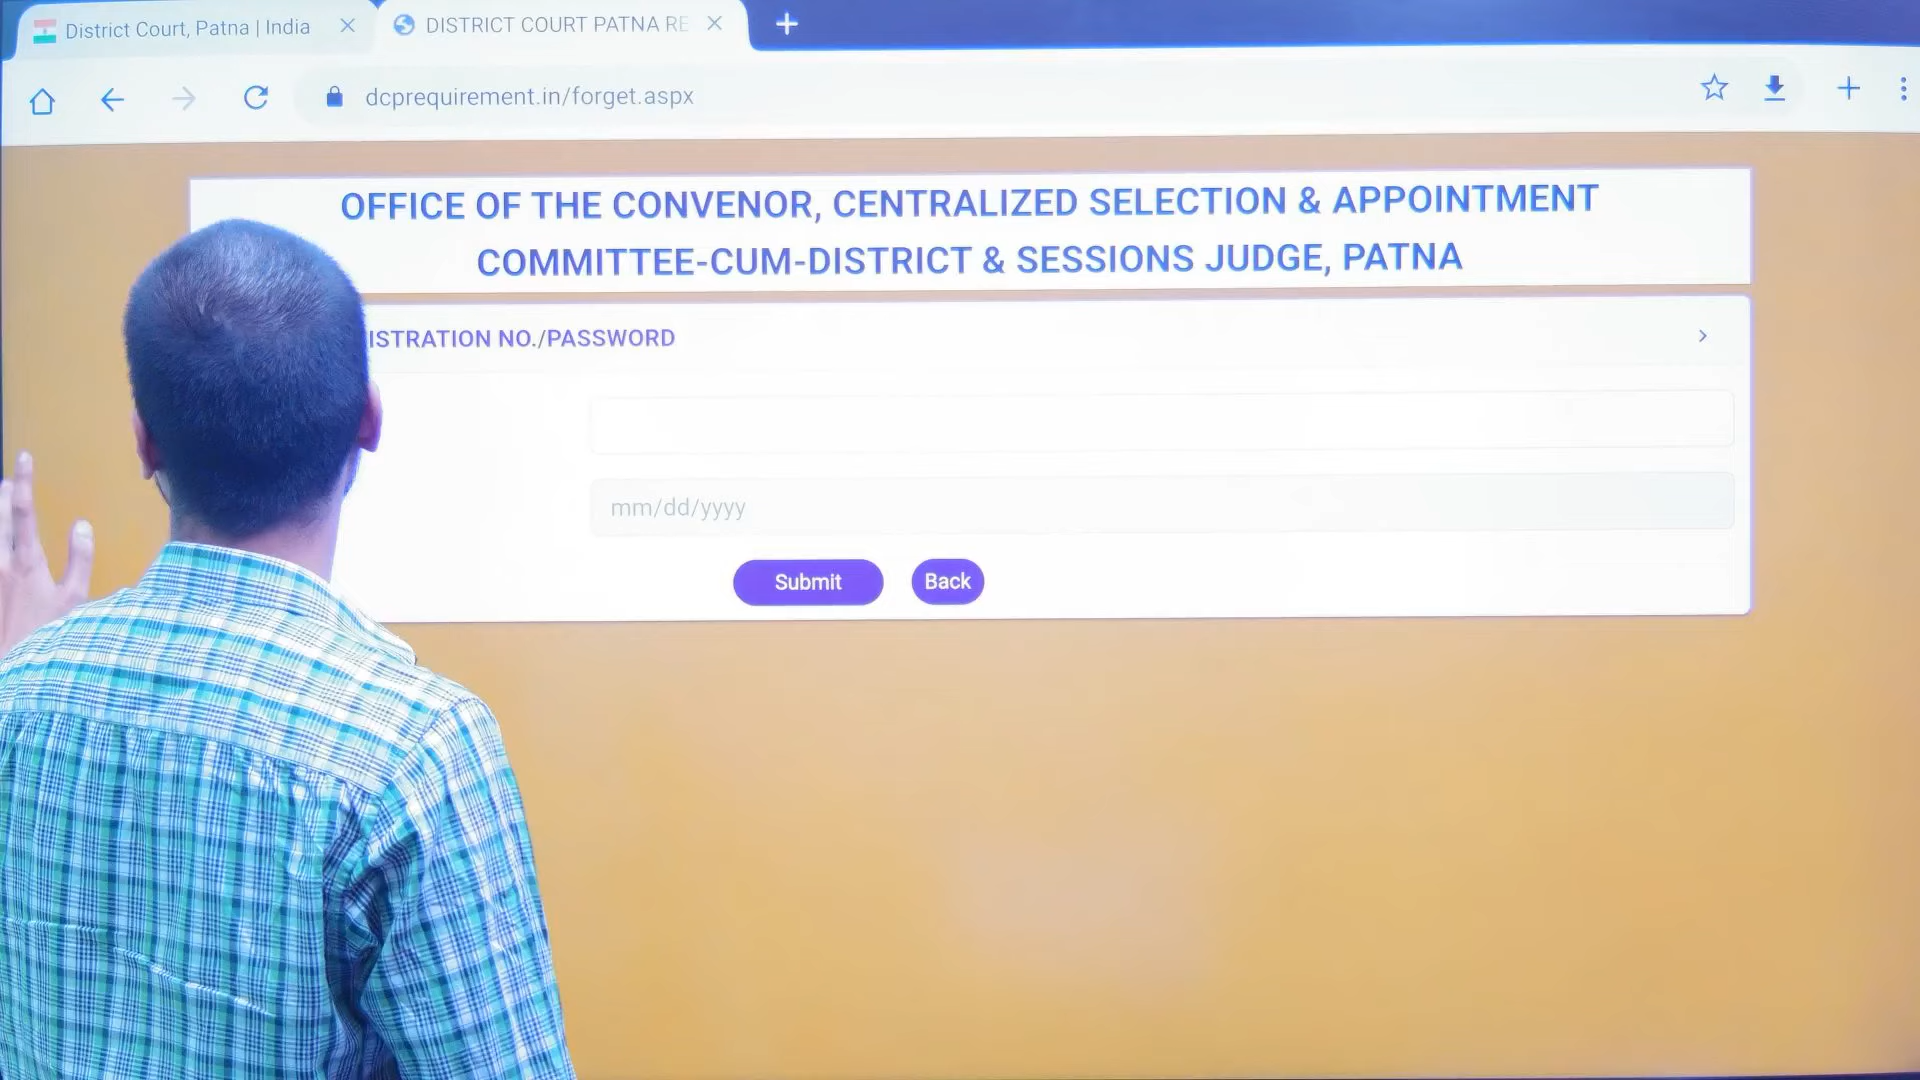 District Court, Patna | India
DISTRICT COURT PATNA RE
dcprequirement.in/forget.aspx
OFFICE OF THE CONVENOR, CENTRALIZED SELECTION & APPOINTMENT
COMMITTEE-CUM-DISTRICT & SESSIONS JUDGE, PATNA
ISTRATION NO./PASSWORD
mm/dd/yyyy
Submit Back